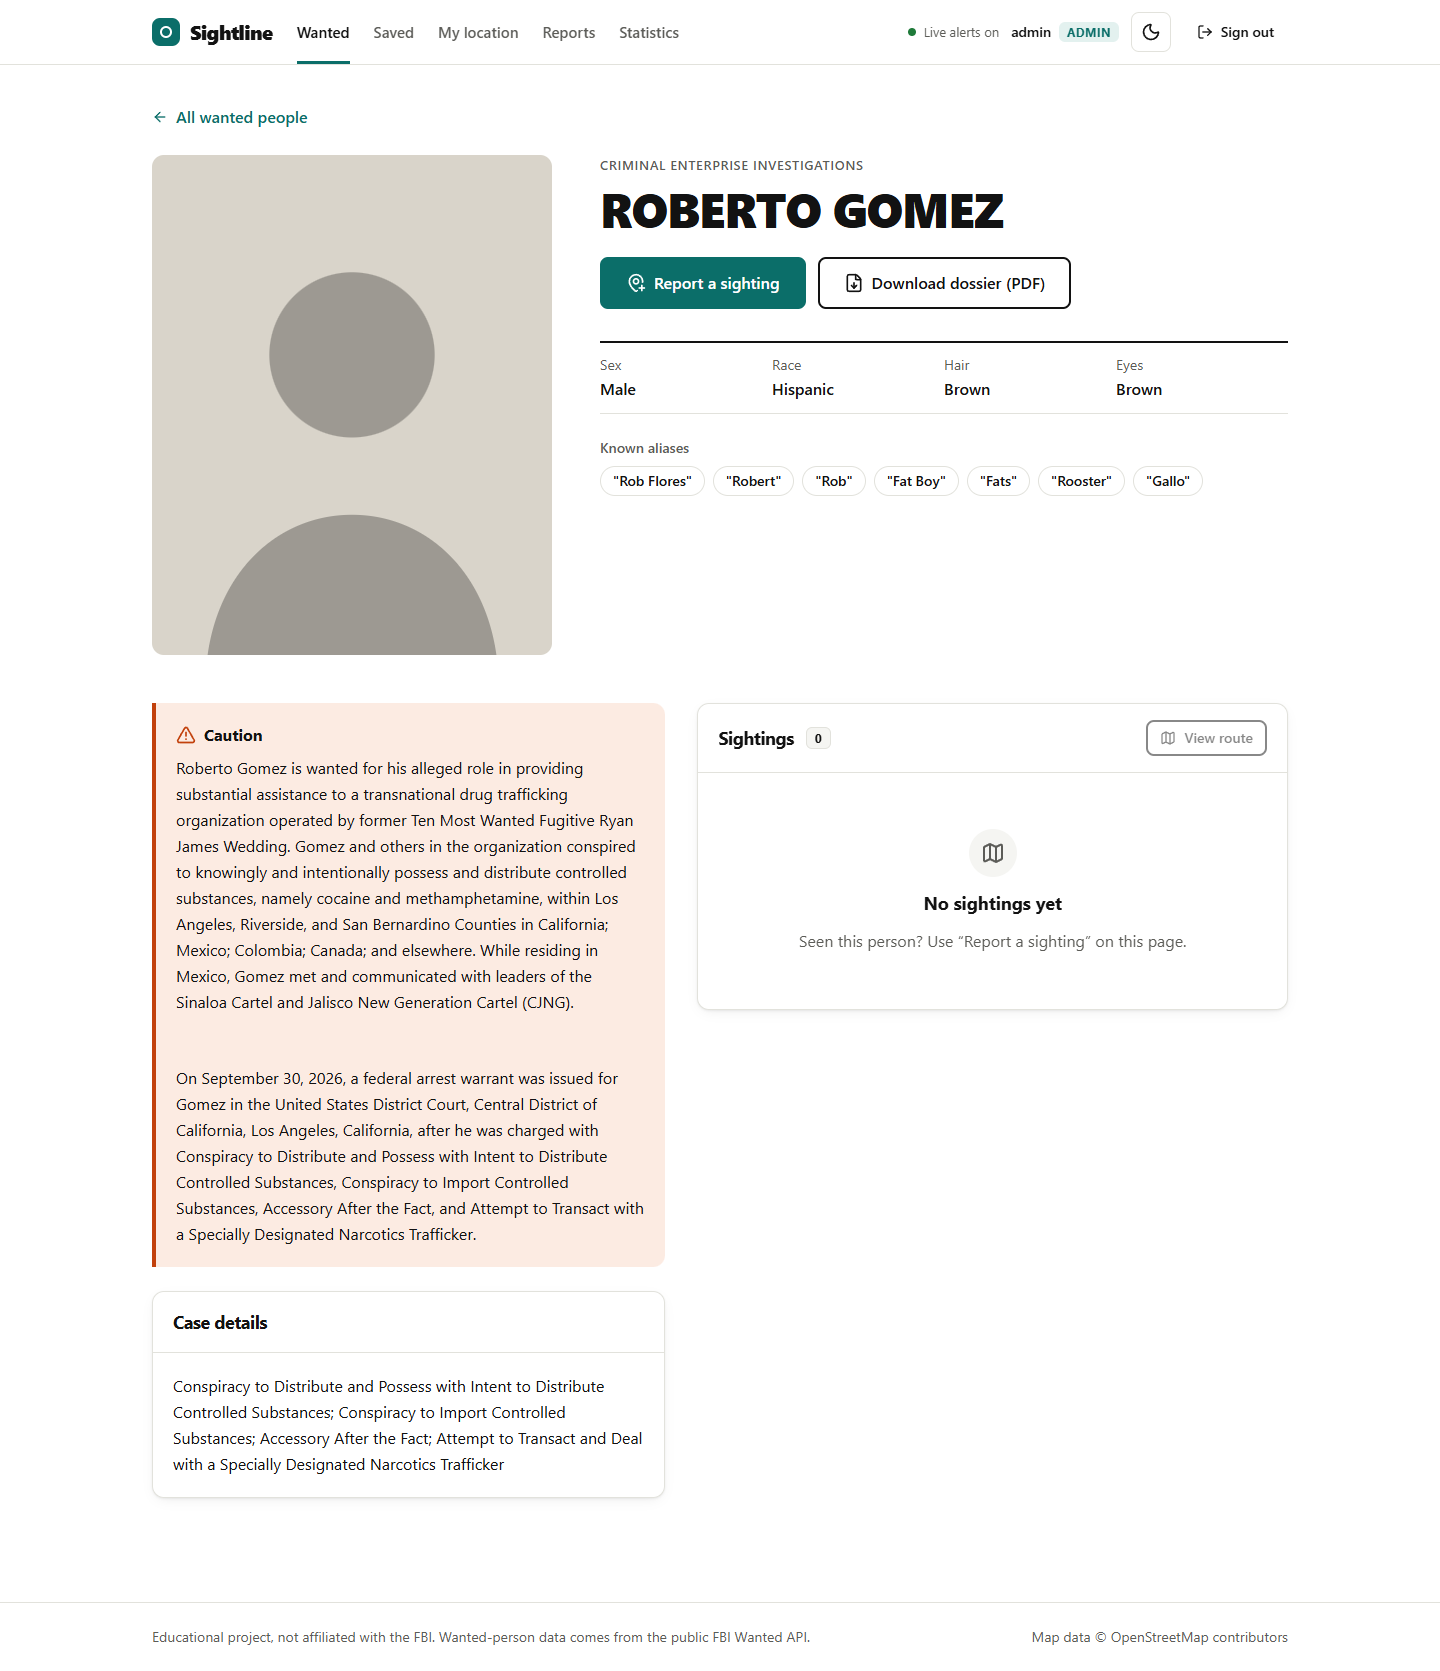 Sightline
Wanted
Saved
My location
Reports
Statistics
Live alerts on
admin
ADMIN
Sign out
All wanted people
CRIMINAL ENTERPRISE INVESTIGATIONS
ROBERTO GOMEZ
Report a sighting
Download dossier (PDF)
Sex
Race
Hair
Eyes
Male
Hispanic
Brown
Brown
Known aliases
"Rob Flores"
"Robert"
"Rob"
"Fat Boy"
"Fats"
"Rooster"
"Gallo"
Caution
Roberto Gomez is wanted for his alleged role in providing
substantial assistance to a transnational drug trafficking
organization operated by former Ten Most Wanted Fugitive Ryan
James Wedding. Gomez and others in the organization conspired
to knowingly and intentionally possess and distribute controlled
substances, namely cocaine and methamphetamine, within Los
Angeles, Riverside, and San Bernardino Counties in California;
Mexico; Colombia; Canada; and elsewhere. While residing in
Mexico, Gomez met and communicated with leaders of the
Sinaloa Cartel and Jalisco New Generation Cartel (CJNG).
On September 30, 2026, a federal arrest warrant was issued for
Gomez in the United States District Court, Central District of
California, Los Angeles, California, after he was charged with
Conspiracy to Distribute and Possess with Intent to Distribute
Controlled Substances, Conspiracy to Import Controlled
Substances, Accessory After the Fact, and Attempt to Transact with
a Specially Designated Narcotics Trafficker.
Sightings
0
View route
No sightings yet
Seen this person? Use “Report a sighting” on this page.
Case details
Conspiracy to Distribute and Possess with Intent to Distribute
Controlled Substances; Conspiracy to Import Controlled
Substances; Accessory After the Fact; Attempt to Transact and Deal
with a Specially Designated Narcotics Trafficker
Educational project, not affiliated with the FBI. Wanted-person data comes from the public FBI Wanted API.
Map data © OpenStreetMap contributors